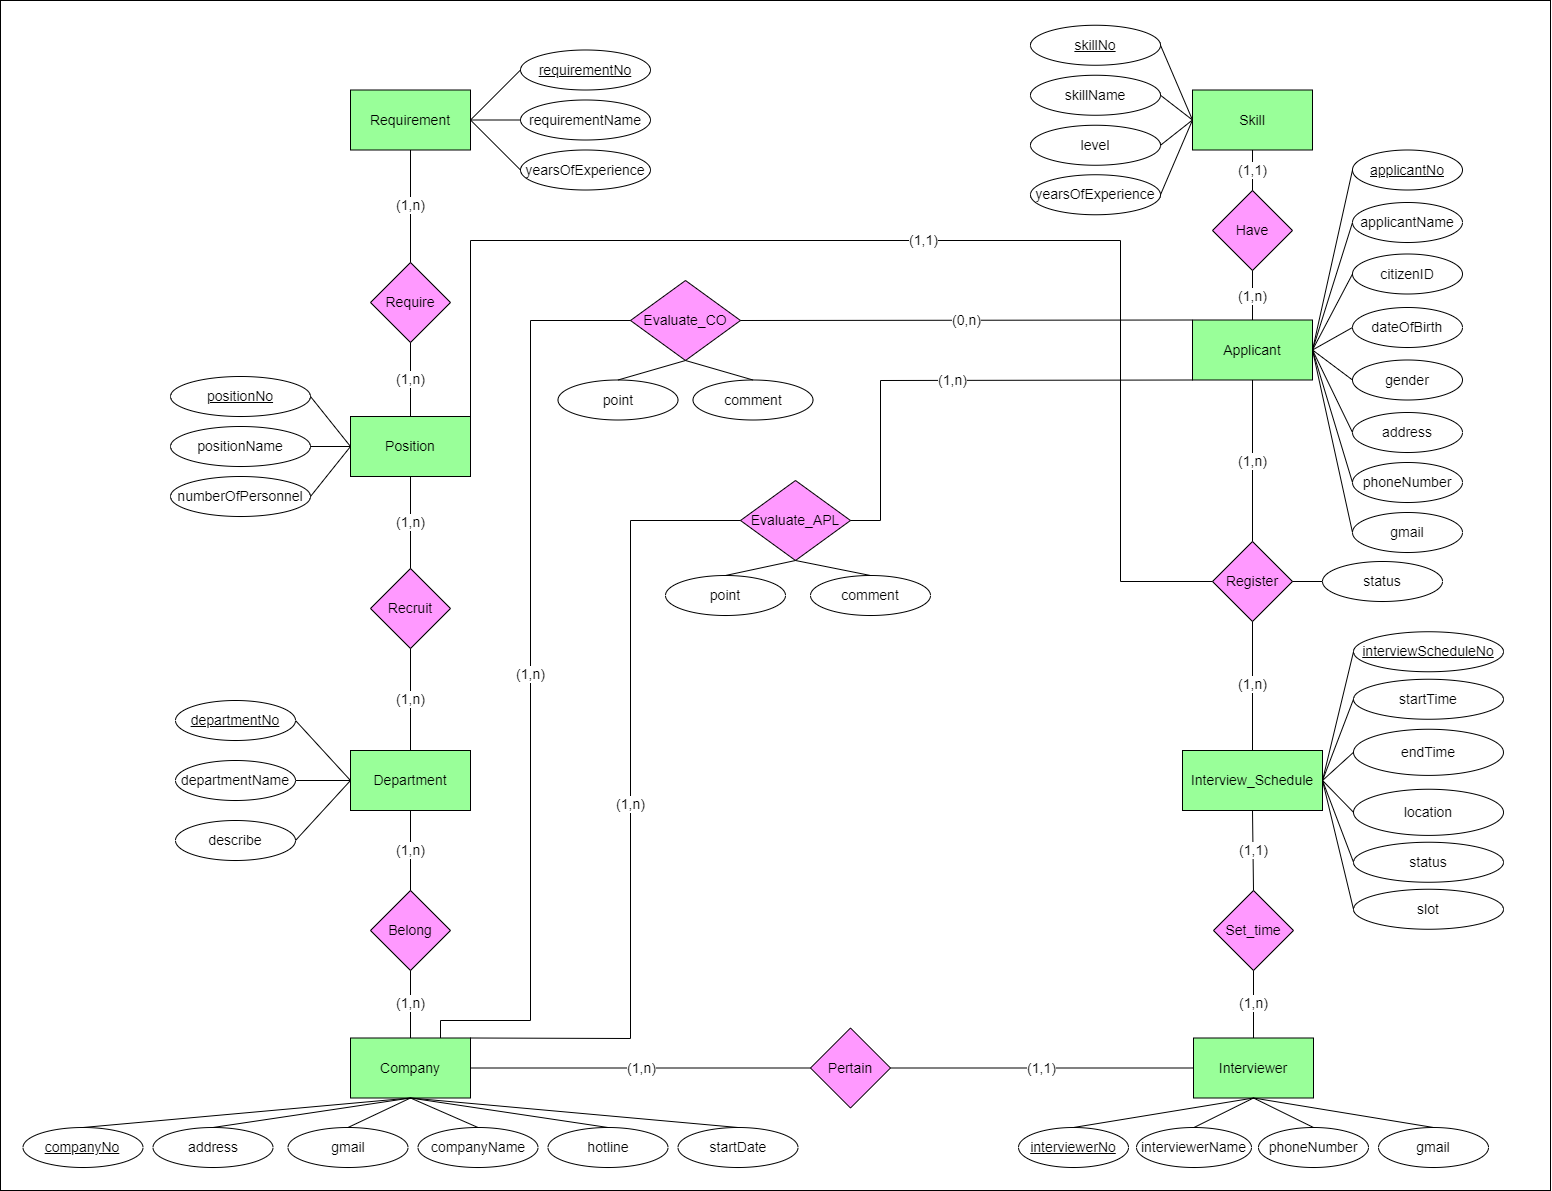 skillNo
requirementNo
skillName
Requirement
requirementName
Skill
level
yearsOfExperience
(1,1)
applicantNo
yearsOfExperience
(1,n)
applicantName
Have
(1,1)
citizenID
Require
(1,n)
Evaluate_CO
(0,n)
dateOfBirth
Applicant
(1,n)
(1,n)
gender
positionNo
point
comment
address
positionName
Position
(1,n)
phoneNumber
numberOfPersonnel
(1,n)
Evaluate_APL
gmail
Register
status
point
comment
Recruit
interviewScheduleNo
(1,n)
(1,n)
(1,n)
startTime
departmentNo
endTime
departmentName
Department
Interview_Schedule
(1,n)
location
describe
(1,n)
(1,1)
status
slot
Belong
Set_time
(1,n)
(1,n)
Company
(1,n)
Pertain
(1,1)
Interviewer
companyNo
address
gmail
companyName
hotline
startDate
interviewerNo
interviewerName
phoneNumber
gmail